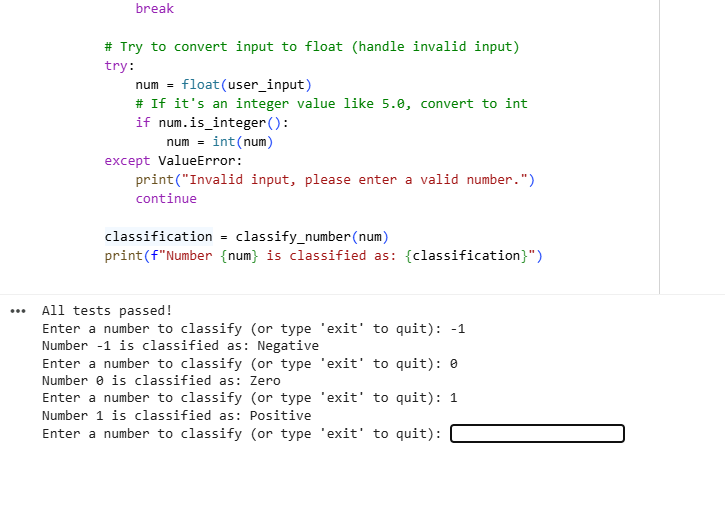 break
# Try to convert input to float (handle invalid input)
try:
num = float(user_input)
# If it's an integer value like 5.0, convert to int
if num.is_integer():
num = int(num)
except ValueError:
print("Invalid input, please enter a valid number.")
continue
classification = classify_number(num)
print(f"Number {num} is classified as: {classification}")
All tests passed!
Enter a number to classify (or type 'exit' to quit): -1
Number -1 is classified as: Negative
Enter a number to classify (or type 'exit' to quit): 0
Number 0 is classified as: Zero
Enter a number to classify (or type 'exit' to quit): 1
Number 1 is classified as: Positive
Enter a number to classify (or type 'exit' to quit):